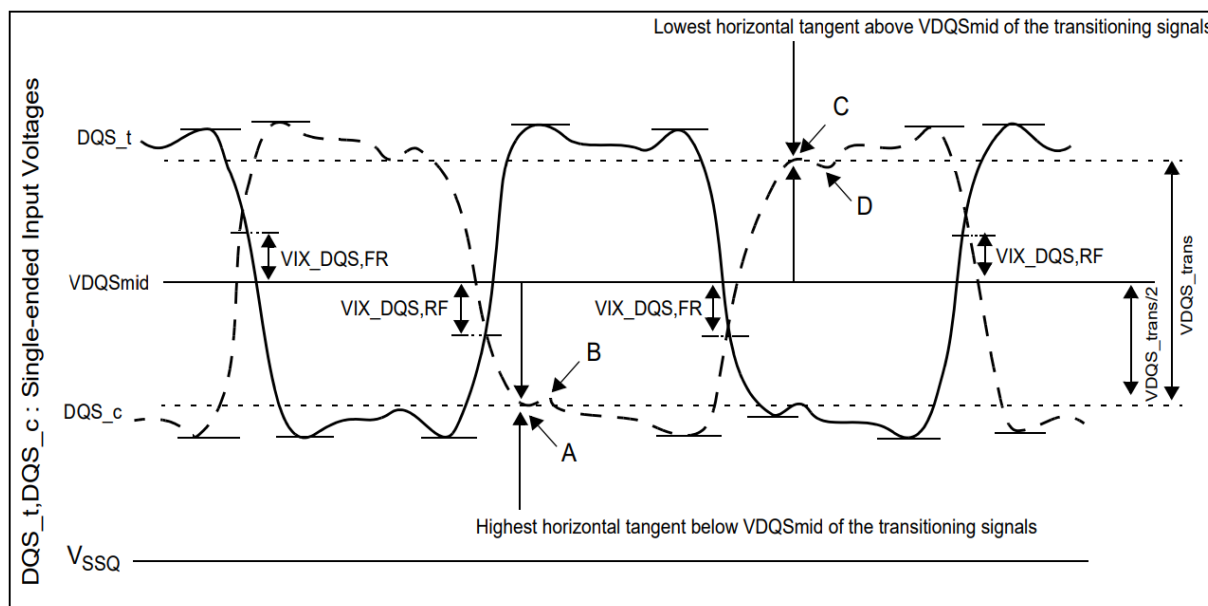 Lowest horizontal tangent above VDQSmid of the transitioning signals
DQS_t,DQS_c : Single-ended Input Voltages
DQS_t
C
D
VIX_DQS,FR
VIX_DQS,RF
VDQSmid
VIX_DQS,RF
VIX_DQS,FR
VDQS_trans/2
VDQS_trans
B
DQS_c
A
Highest horizontal tangent below VDQSmid of the transitioning signals
VSSQ